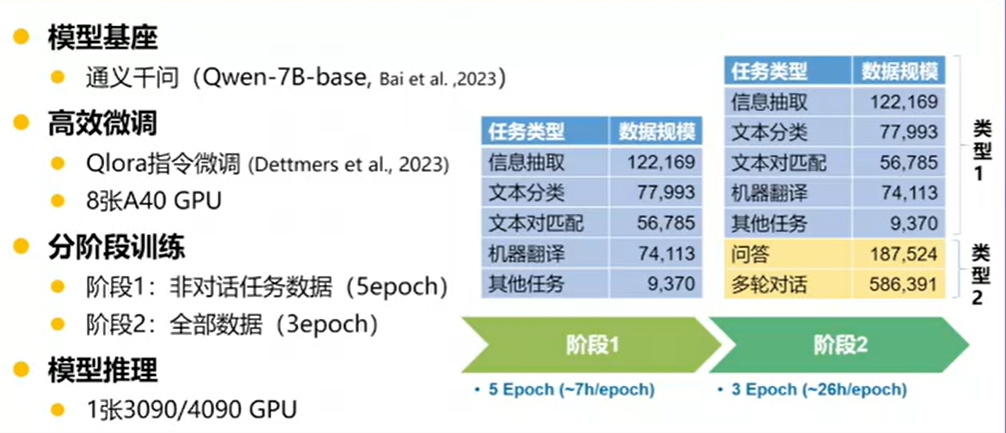 模型基座
通义千问（Qwen-7B-base, Bai et al. ,2023）
高效微调
Qlora指令微调 (Dettmers et al., 2023)
8张A40 GPU
分阶段训练
阶段1：非对话任务数据（5epoch）
阶段2：全部数据（3epoch）
模型推理
1张3090/4090 GPU
任务类型 数据规模
信息抽取 122,169
文本分类 77,993
文本对匹配 56,785
机器翻译 74,113
其他任务 9,370
任务类型 数据规模
信息抽取 122,169
文本分类 77,993
文本对匹配 56,785
机器翻译 74,113
其他任务 9,370
问答 187,524
多轮对话 586,391
类型1
类型2
阶段1
阶段2
• 5 Epoch (~7h/epoch)
• 3 Epoch (~26h/epoch)